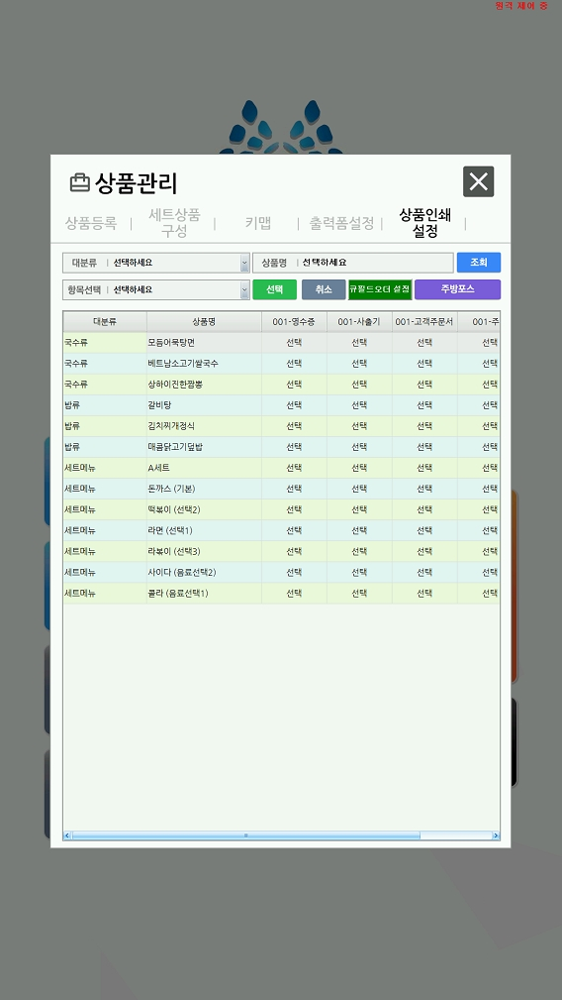 원격 제어 중
상품관리
상품등록 | 세트상품 구성 | 키맵 | 출력폼설정 | 상품인쇄 설정 |
대분류 | 선택하세요 상품명 | 선택하세요 조회
항목선택 | 선택하세요 선택 취소 큐팔드오더 설정 주방포스
대분류 상품명 001-영수증 001-사출기 001-고객주문서 001-주
국수류 모듬어묵탕면 선택 선택 선택 선택
국수류 베트남소고기쌀국수 선택 선택 선택 선택
국수류 상하이진한짬뽕 선택 선택 선택 선택
밥류 갈비탕 선택 선택 선택 선택
밥류 김치찌개정식 선택 선택 선택 선택
밥류 매콤닭고기덮밥 선택 선택 선택 선택
세트메뉴 A세트 선택 선택 선택 선택
세트메뉴 돈까스 (기본) 선택 선택 선택 선택
세트메뉴 떡볶이 (선택2) 선택 선택 선택 선택
세트메뉴 라면 (선택1) 선택 선택 선택 선택
세트메뉴 라볶이 (선택3) 선택 선택 선택 선택
세트메뉴 사이다 (음료선택2) 선택 선택 선택 선택
세트메뉴 콜라 (음료선택1) 선택 선택 선택 선택